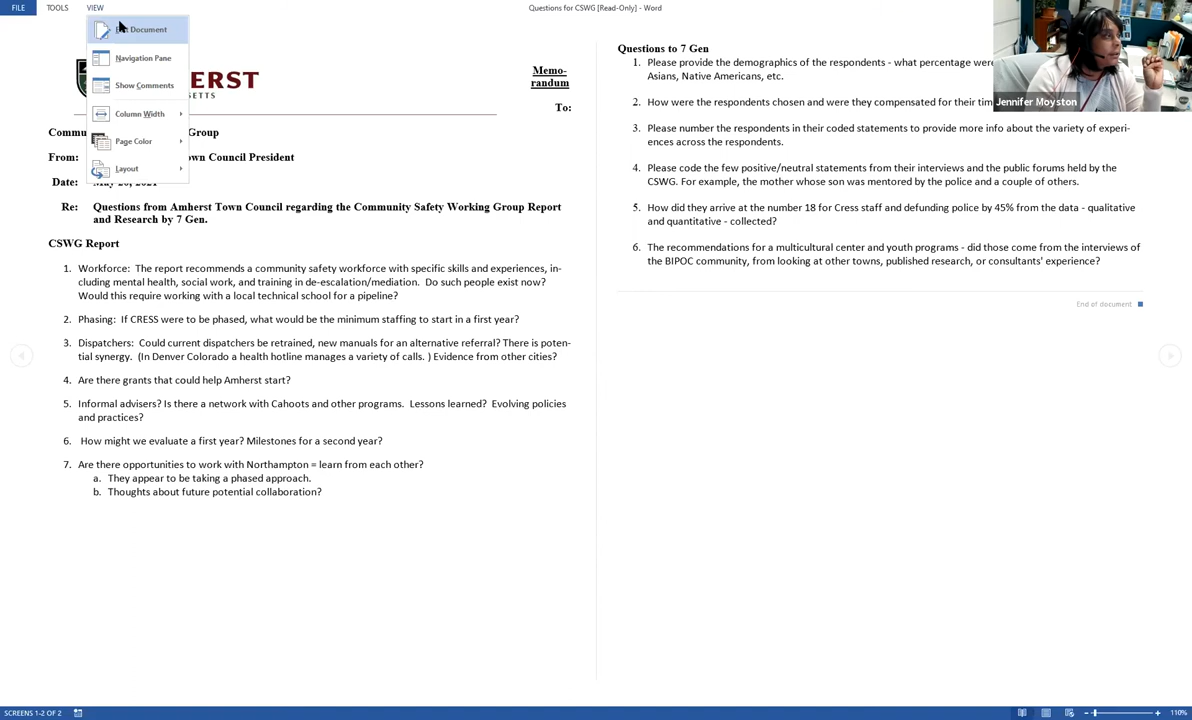 FILE TOOLS VIEW
Questions for CSWG [Read-Only] - Word
Document
Navigation Pane
Show Comments
Column Width
Page Color
Layout
ERST
SETTS
Memo-
randum
To:
Commu Group
From: own Council President
Date:
Re: Questions from Amherst Town Council regarding the Community Safety Working Group Report
and Research by 7 Gen.
CSWG Report
1. Workforce: The report recommends a community safety workforce with specific skills and experiences, in-
cluding mental health, social work, and training in de-escalation/mediation. Do such people exist now?
Would this require working with a local technical school for a pipeline?
2. Phasing: If CRESS were to be phased, what would be the minimum staffing to start in a first year?
3. Dispatchers: Could current dispatchers be retrained, new manuals for an alternative referral? There is poten-
tial synergy. (In Denver Colorado a health hotline manages a variety of calls. ) Evidence from other cities?
4. Are there grants that could help Amherst start?
5. Informal advisers? Is there a network with Cahoots and other programs. Lessons learned? Evolving policies
and practices?
6. How might we evaluate a first year? Milestones for a second year?
7. Are there opportunities to work with Northampton = learn from each other?
a. They appear to be taking a phased approach.
b. Thoughts about future potential collaboration?
Questions to 7 Gen
1. Please provide the demographics of the respondents - what percentage were
Asians, Native Americans, etc.
2. How were the respondents chosen and were they compensated for their tim
3. Please number the respondents in their coded statements to provide more info about the variety of experi-
ences across the respondents.
4. Please code the few positive/neutral statements from their interviews and the public forums held by the
CSWG. For example, the mother whose son was mentored by the police and a couple of others.
5. How did they arrive at the number 18 for Cress staff and defunding police by 45% from the data - qualitative
and quantitative - collected?
6. The recommendations for a multicultural center and youth programs - did those come from the interviews of
the BIPOC community, from looking at other towns, published research, or consultants' experience?
End of document
Jennifer Moyston
SCREENS 1-2 OF 2
110%